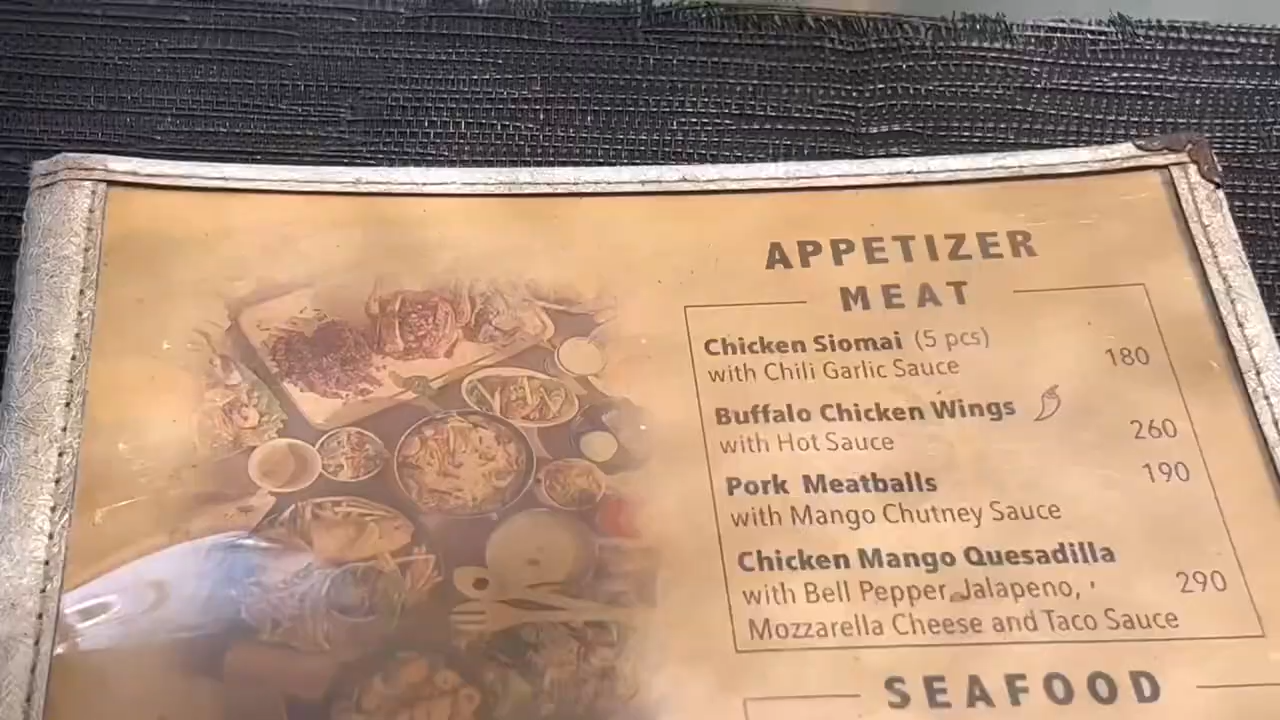 APPETIZER
MEAT
Chicken Siomai (5 pcs)
with Chili Garlic Sauce 180
Buffalo Chicken Wings
with Hot Sauce 260
Pork Meatballs 190
with Mango Chutney Sauce
Chicken Mango Quesadilla
with Bell Pepper, Jalapeno, 290
Mozzarella Cheese and Taco Sauce
SEAFOOD